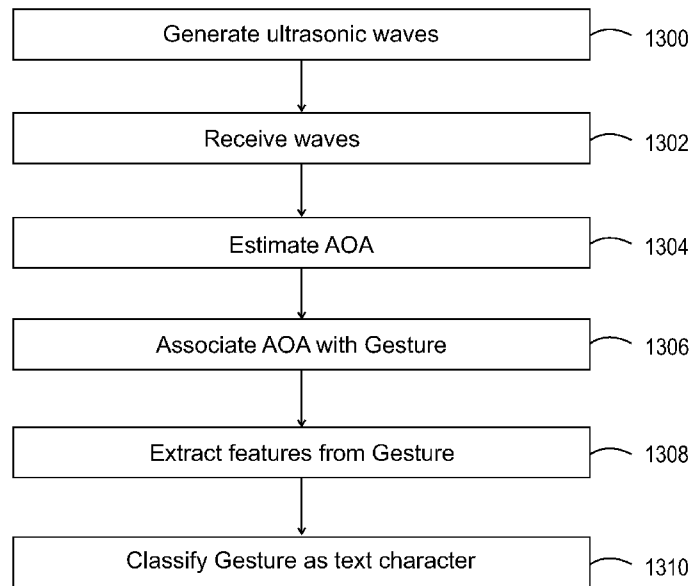 Generate ultrasonic waves 1300
Receive waves 1302
Estimate AOA 1304
Associate AOA with Gesture 1306
Extract features from Gesture 1308
Classify Gesture as text character 1310